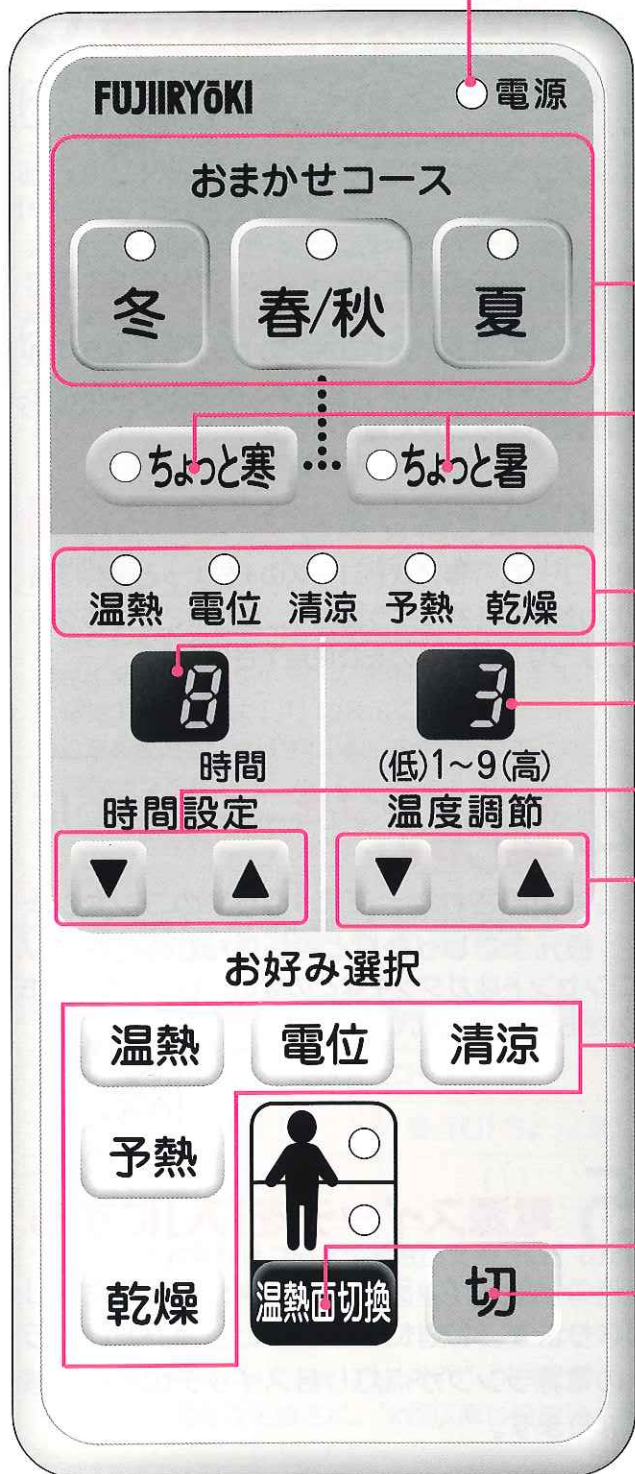 FUJIIRYōKI 電源
おまかせコース
冬 春/秋 夏
ちょっと寒 ちょっと暑
温熱 電位 清涼 予熱 乾燥
8 3
時間 (低)1～9(高)
時間設定 温度調節
▼ ▲ ▼ ▲
お好み選択
温熱 電位 清涼
予熱
乾燥 温熱面切換 切